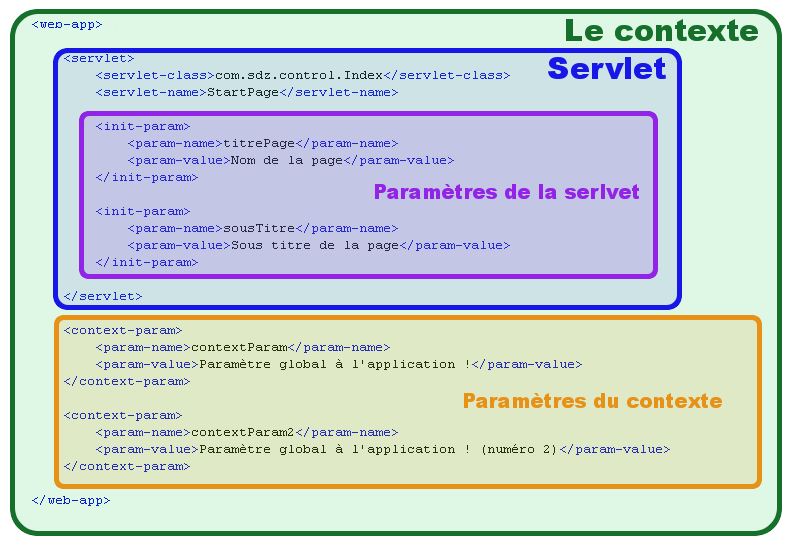 <web-app>
Le contexte
<servlet>
Servlet
<servlet-class>com.sdz.control.Index</servlet-class>
<servlet-name>StartPage</servlet-name>
<init-param>
<param-name>titrePage</param-name>
<param-value>Nom de la page</param-value>
</init-param>
Paramètres de la serlvet
<init-param>
<param-name>sousTitre</param-name>
<param-value>Sous titre de la page</param-value>
</init-param>
</servlet>
<context-param>
<param-name>contextParam</param-name>
<param-value>Paramètre global à l'application !</param-value>
</context-param>
Paramètres du contexte
<context-param>
<param-name>contextParam2</param-name>
<param-value>Paramètre global à l'application ! (numéro 2)</param-value>
</context-param>
</web-app>